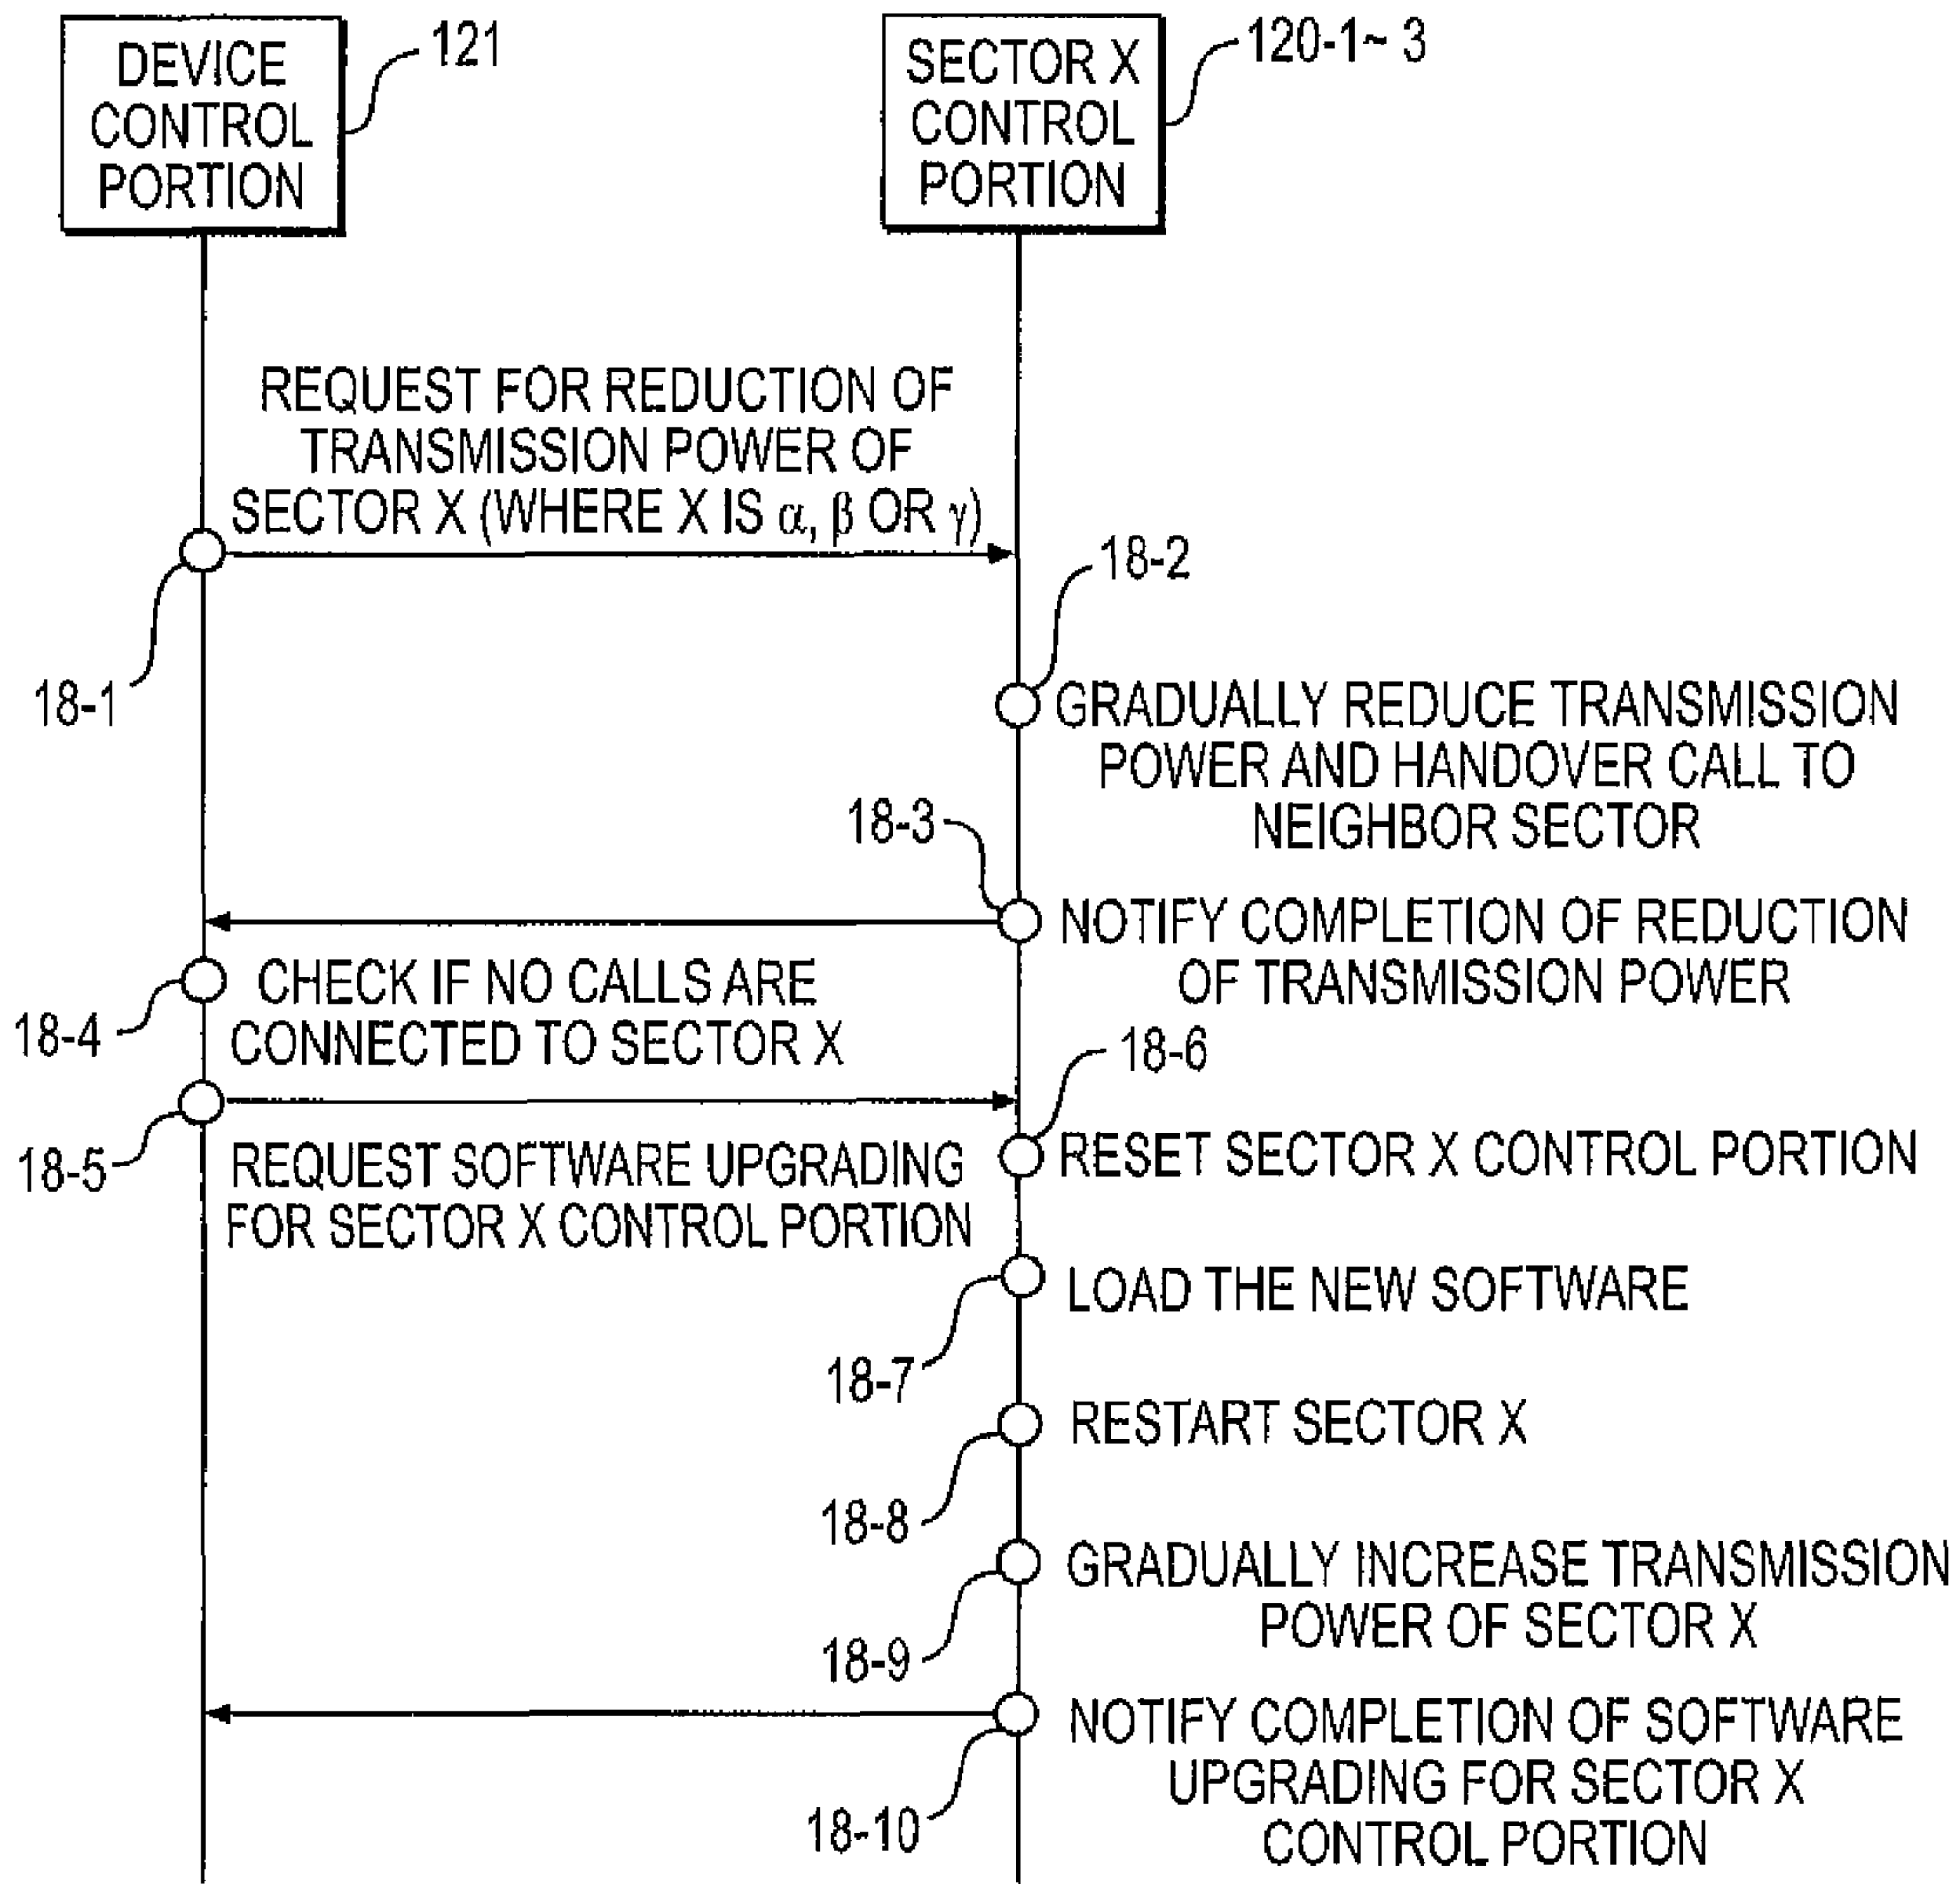 DEVICE
CONTROL
PORTION
121
SECTOR X
CONTROL
PORTION
120-1~3
REQUEST FOR REDUCTION OF
TRANSMISSION POWER OF
SECTOR X (WHERE X IS α, β OR γ)
18-1
18-2
GRADUALLY REDUCE TRANSMISSION
POWER AND HANDOVER CALL TO
NEIGHBOR SECTOR
18-3
NOTIFY COMPLETION OF REDUCTION
OF TRANSMISSION POWER
CHECK IF NO CALLS ARE
CONNECTED TO SECTOR X
18-4
18-5
REQUEST SOFTWARE UPGRADING
FOR SECTOR X CONTROL PORTION
18-6
RESET SECTOR X CONTROL PORTION
LOAD THE NEW SOFTWARE
18-7
RESTART SECTOR X
18-8
GRADUALLY INCREASE TRANSMISSION
POWER OF SECTOR X
18-9
NOTIFY COMPLETION OF SOFTWARE
UPGRADING FOR SECTOR X
CONTROL PORTION
18-10